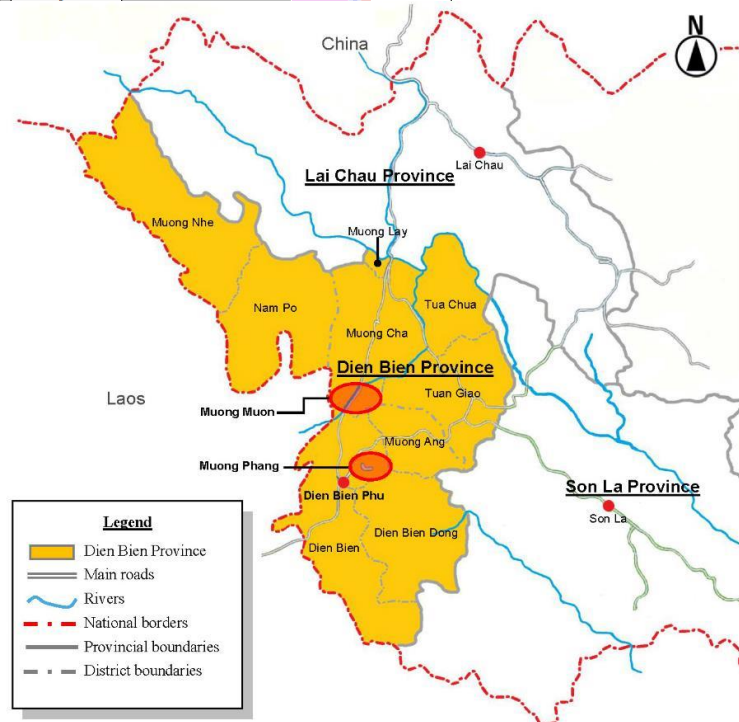 China
N
Lai Chau
Lai Chau Province
Muong Nhe
Muong Lay
Nam Po
Tua Chua
Muong Cha
Dien Bien Province
Laos
Tuan Giao
Muong Muon
Muong Ang
Muong Phang
Son La Province
Dien Bien Phu
Son La
Dien Bien Dong
Dien Bien
Legend
Dien Bien Province
Main roads
Rivers
National borders
Provincial boundaries
District boundaries